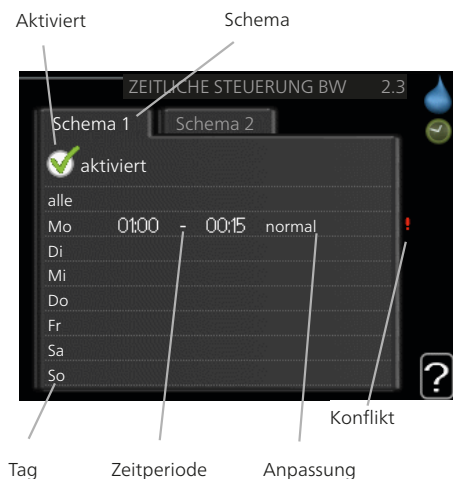 Aktiviert Schema
ZEITLICHE STEUERUNG BW 2.3
Schema 1 Schema 2
aktiviert
alle
Mo 01:00 - 00:15 normal !
Di
Mi
Do
Fr
Sa
So ?
Konflikt
Tag Zeitperiode Anpassung